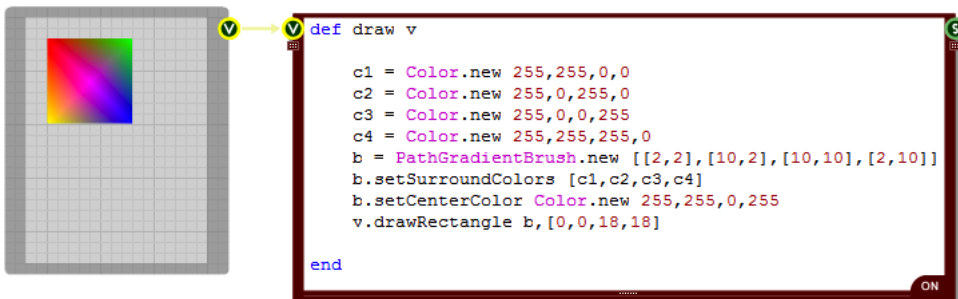 V
V def draw v S
c1 = Color.new 255,255,0,0
c2 = Color.new 255,0,255,0
c3 = Color.new 255,0,0,255
c4 = Color.new 255,255,255,0
b = PathGradientBrush.new [[2,2],[10,2],[10,10],[2,10]]
b.setSurroundColors [c1,c2,c3,c4]
b.setCenterColor Color.new 255,255,0,255
v.drawRectangle b,[0,0,18,18]
end
ON